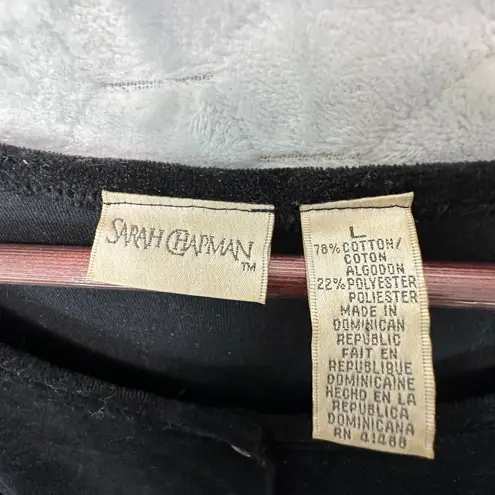 SARAH CHAPMAN
TM
L
78% COTTON/
COTON
ALGODON
22% POLYESTER
POLIESTER
MADE IN
DOMINICAN
REPUBLIC
FAIT EN
REPUBLIQUE
DOMINICAINE
HECHO EN LA
REPUBLICA
DOMINICANA
RN 41488